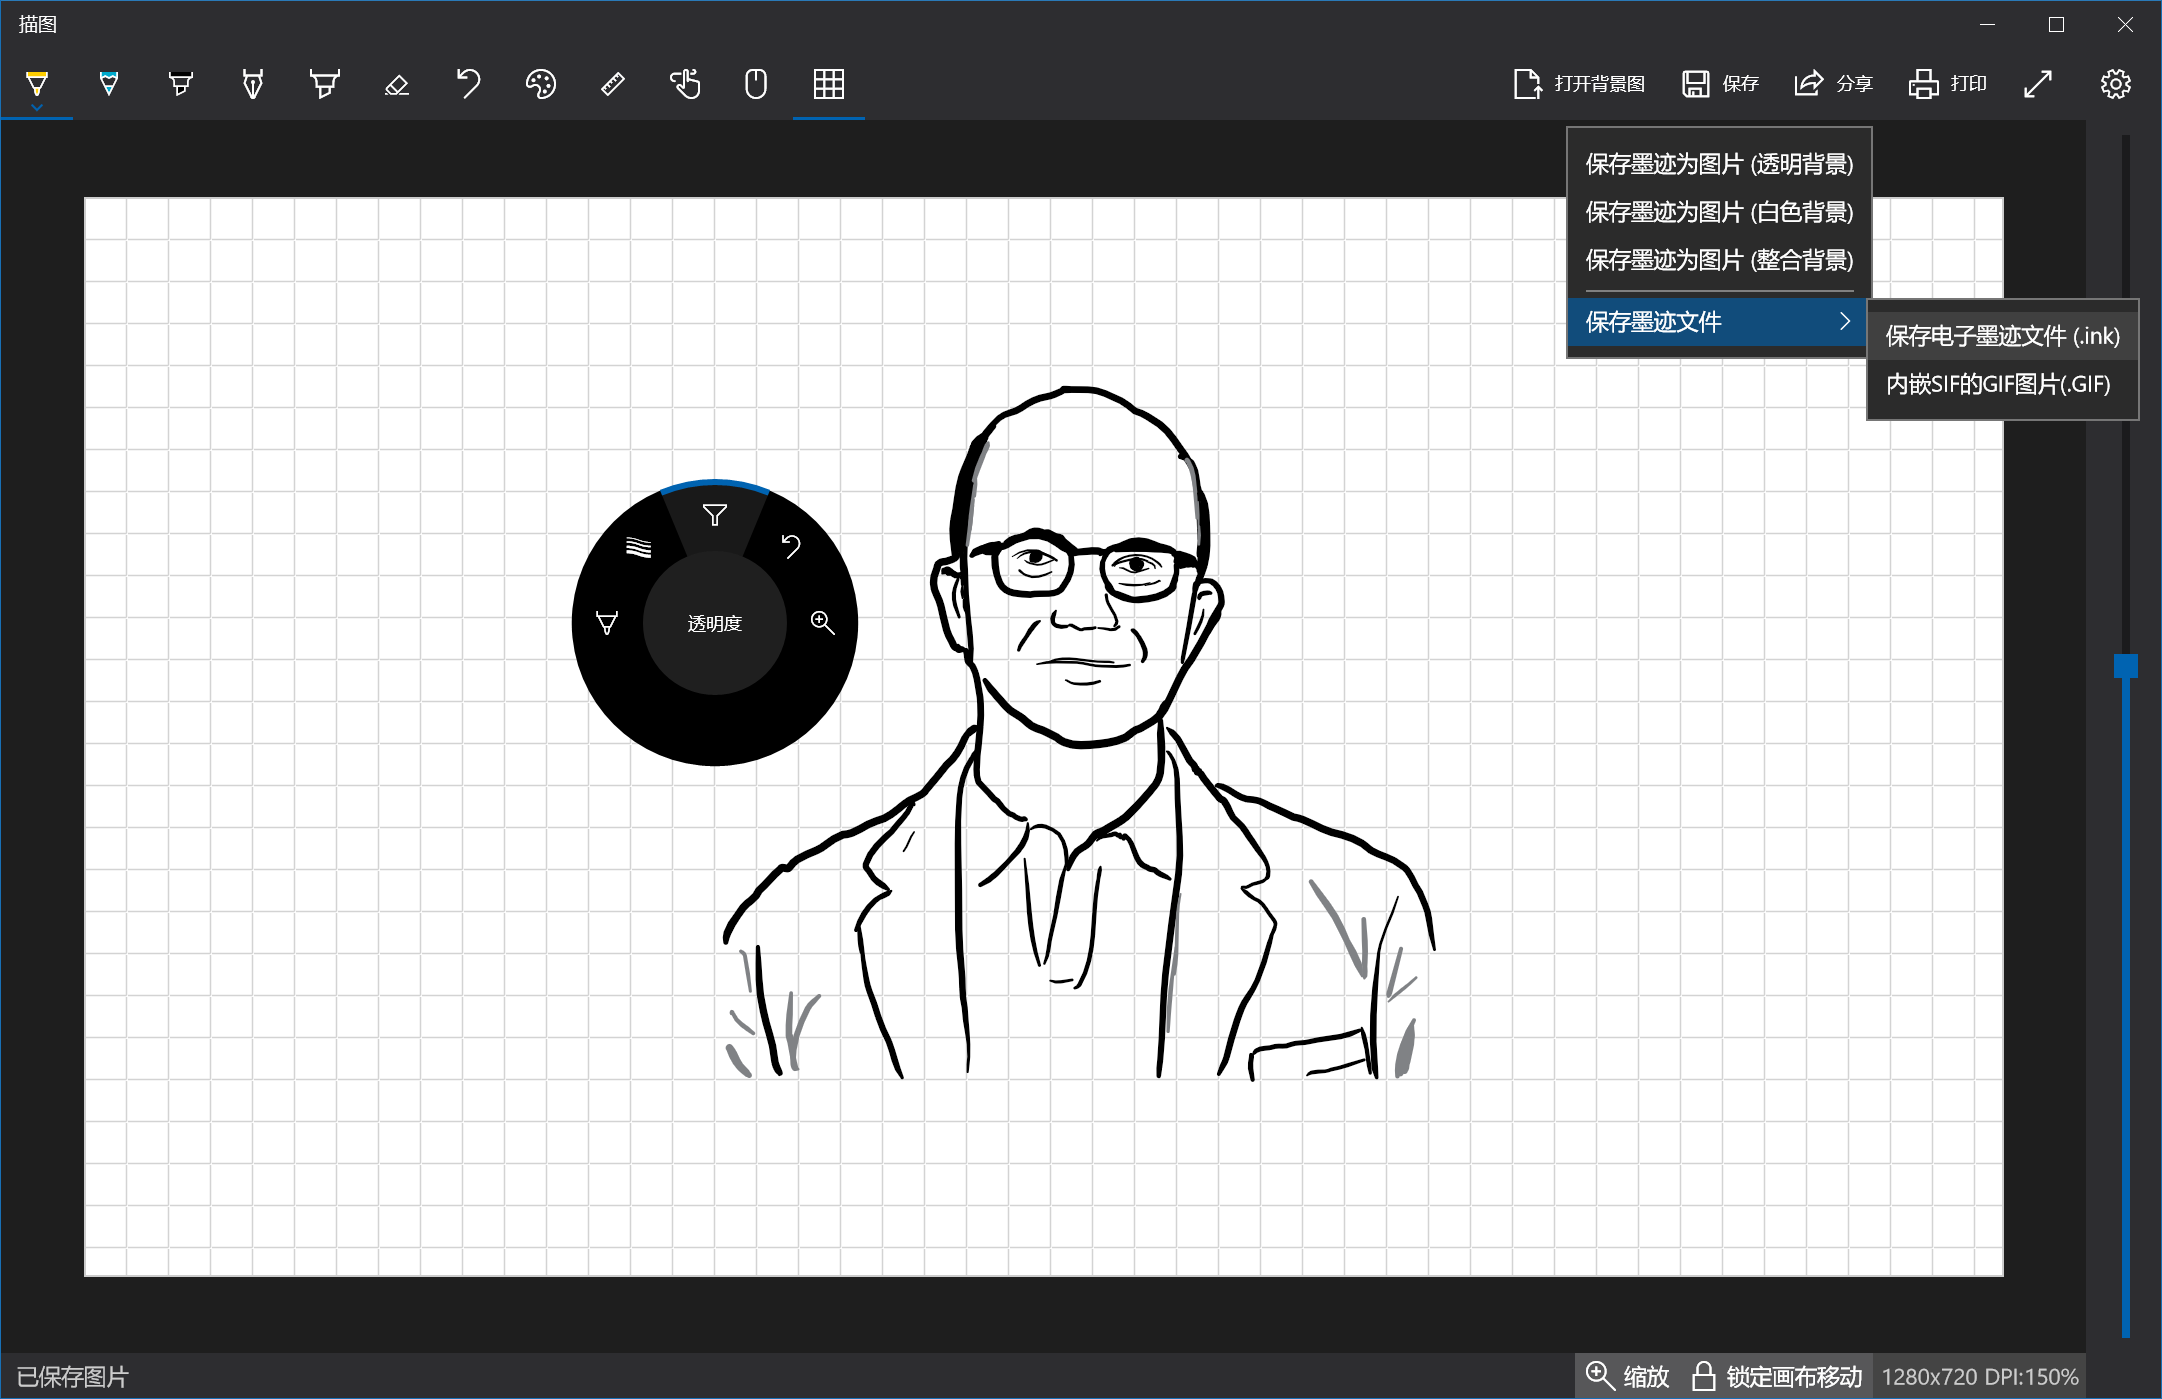 描图
打开背景图
保存
分享
打印
保存墨迹为图片 (透明背景)
保存墨迹为图片 (白色背景)
保存墨迹为图片 (整合背景)
保存墨迹文件
保存电子墨迹文件 (.ink)
内嵌SIF的GIF图片(.GIF)
透明度
已保存图片
缩放
锁定画布移动
1280x720 DPI:150%